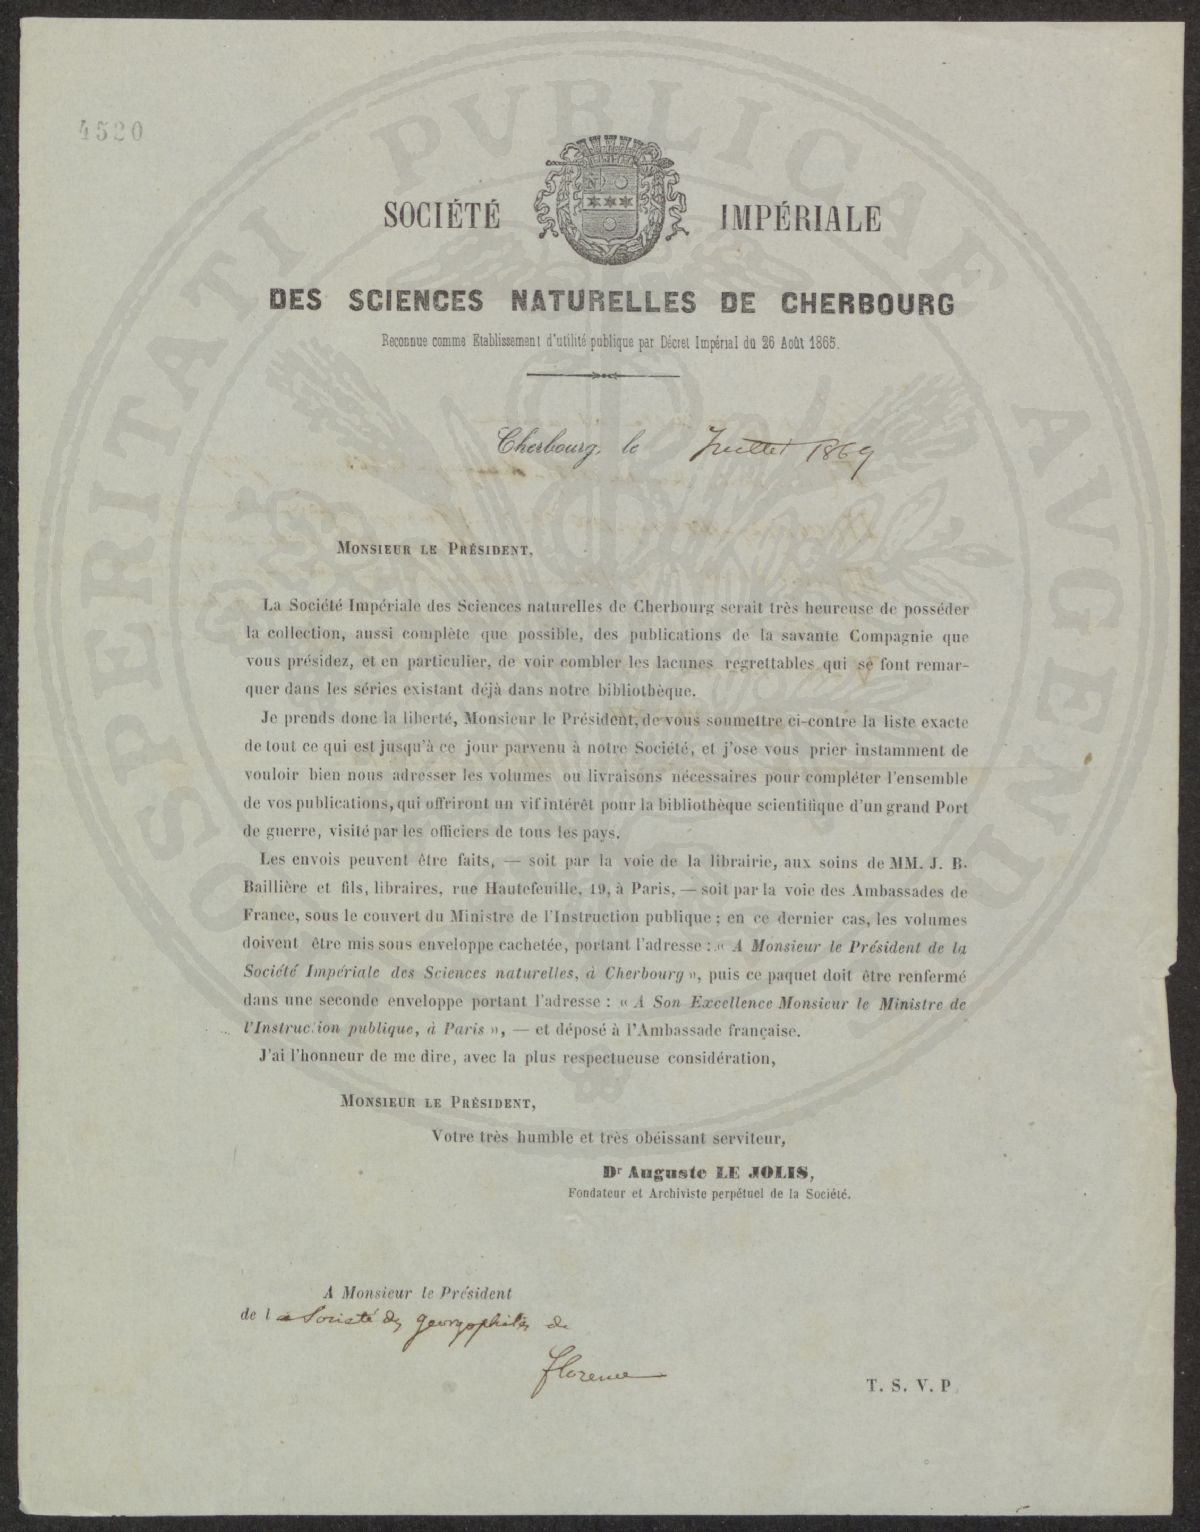 4520
SOCIÉTÉ IMPÉRIALE
DES SCIENCES NATURELLES DE CHERBOURG
Reconnue comme Etablissement d'utilité publique par Décret Impérial du 26 Août 1865.
Cherbourg, le Juillet 1869
MONSIEUR LE PRÉSIDENT,
La Société Impériale des Sciences naturelles de Cherbourg serait très heureuse de posséder
la collection, aussi complète que possible, des publications de la savante Compagnie que
vous présidez, et en particulier, de voir combler les lacunes regrettables qui se font remar-
quer dans les séries existant déjà dans notre bibliothèque.
Je prends donc la liberté, Monsieur le Président, de vous soumettre ci-contre la liste exacte
de tout ce qui est jusqu'à ce jour parvenu à notre Société, et j'ose vous prier instamment de
vouloir bien nous adresser les volumes ou livraisons nécessaires pour compléter l'ensemble
de vos publications, qui offriront un vif intérêt pour la bibliothèque scientifique d'un grand Port
de guerre, visité par les officiers de tous les pays.
Les envois peuvent être faits, — soit par la voie de la librairie, aux soins de MM. J. B.
Baillière et fils, libraires, rue Hautefeuille, 19, à Paris, — soit par la voie des Ambassades de
France, sous le couvert du Ministre de l'Instruction publique ; en ce dernier cas, les volumes
doivent être mis sous enveloppe cachetée, portant l'adresse : « A Monsieur le Président de la
Société Impériale des Sciences naturelles, à Cherbourg », puis ce paquet doit être renfermé
dans une seconde enveloppe portant l'adresse : « A Son Excellence Monsieur le Ministre de
l'Instruction publique, à Paris », — et déposé à l'Ambassade française.
J'ai l'honneur de me dire, avec la plus respectueuse considération,
MONSIEUR LE PRÉSIDENT,
Votre très humble et très obéissant serviteur,
Dr Auguste LE JOLIS,
Fondateur et Archiviste perpétuel de la Société.
A Monsieur le Président
de la Société des georgophiles de
Florence
T. S. V. P.
PROSPERITATI PVBLICAE AVGENDAE